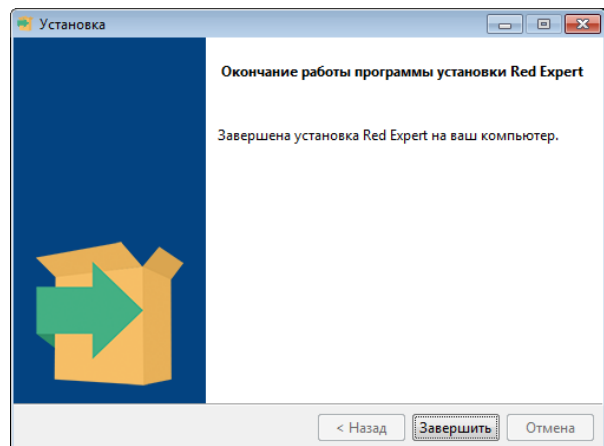 Установка
Окончание работы программы установки Red Expert
Завершена установка Red Expert на ваш компьютер.
< Назад Завершить Отмена